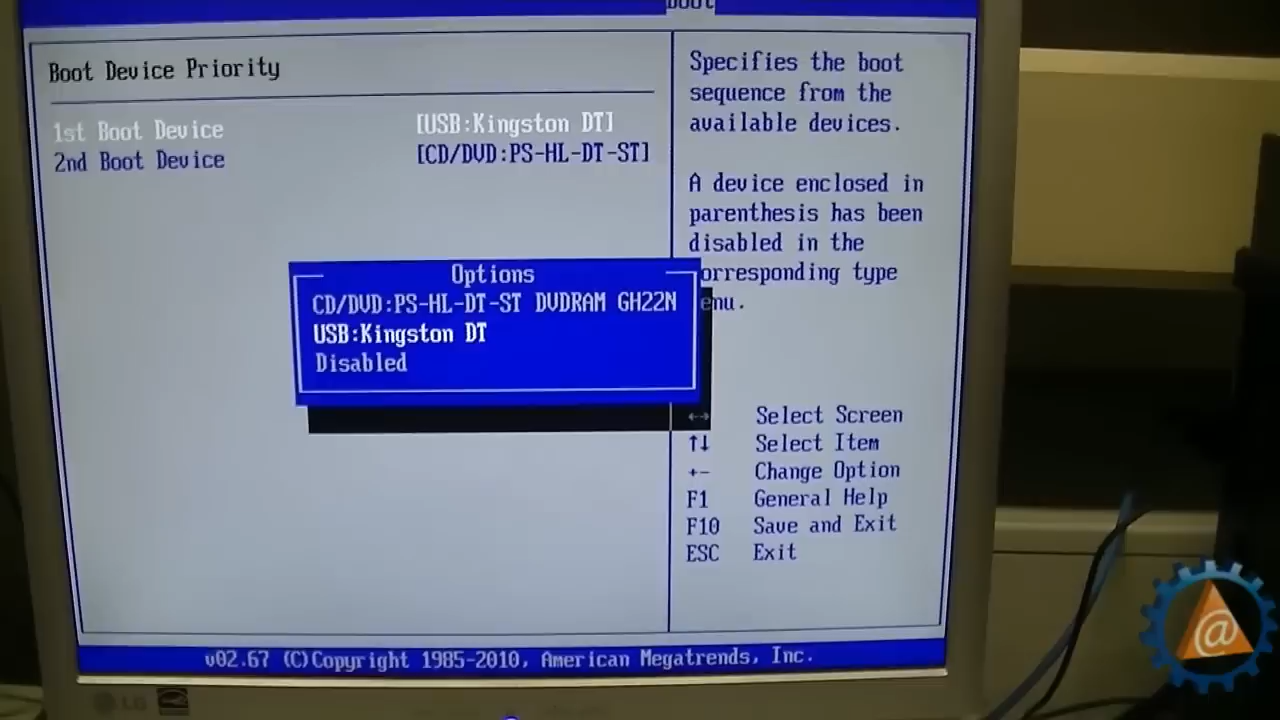 Boot
Boot Device Priority
1st Boot Device [USB:Kingston DT]
2nd Boot Device [CD/DVD:PS-HL-DT-ST]
Options
CD/DVD:PS-HL-DT-ST DVDRAM GH22N
USB:Kingston DT
Disabled
Specifies the boot
sequence from the
available devices.
A device enclosed in
parenthesis has been
disabled in the
orresponding type
enu.
↔ Select Screen
↑↓ Select Item
+- Change Option
F1 General Help
F10 Save and Exit
ESC Exit
v02.67 (C)Copyright 1985-2010, American Megatrends, Inc.
LG
@